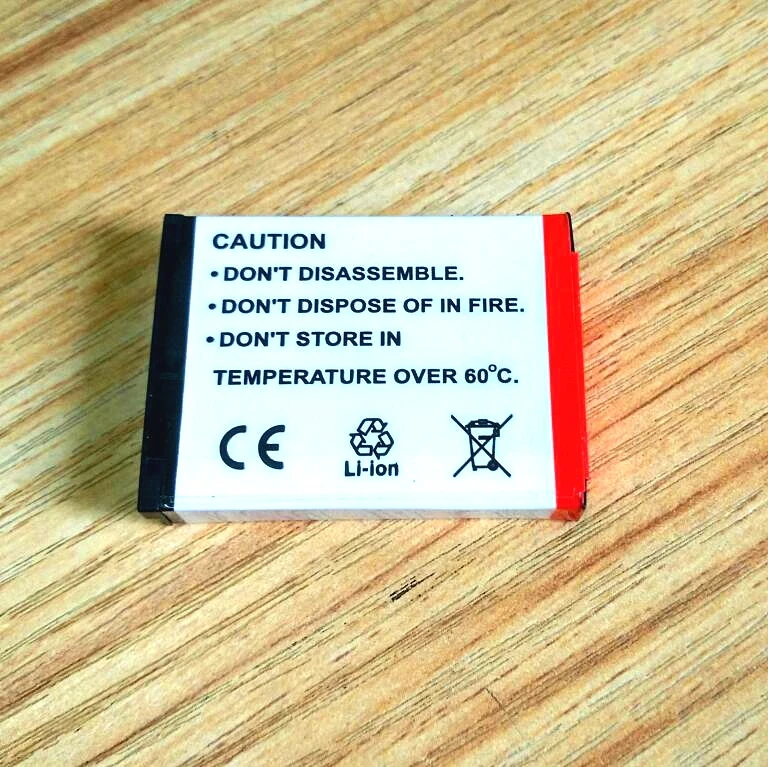 CAUTION
• DON'T DISASSEMBLE.
• DON'T DISPOSE OF IN FIRE.
• DON'T STORE IN
TEMPERATURE OVER 60°C.
CE
Li-ion